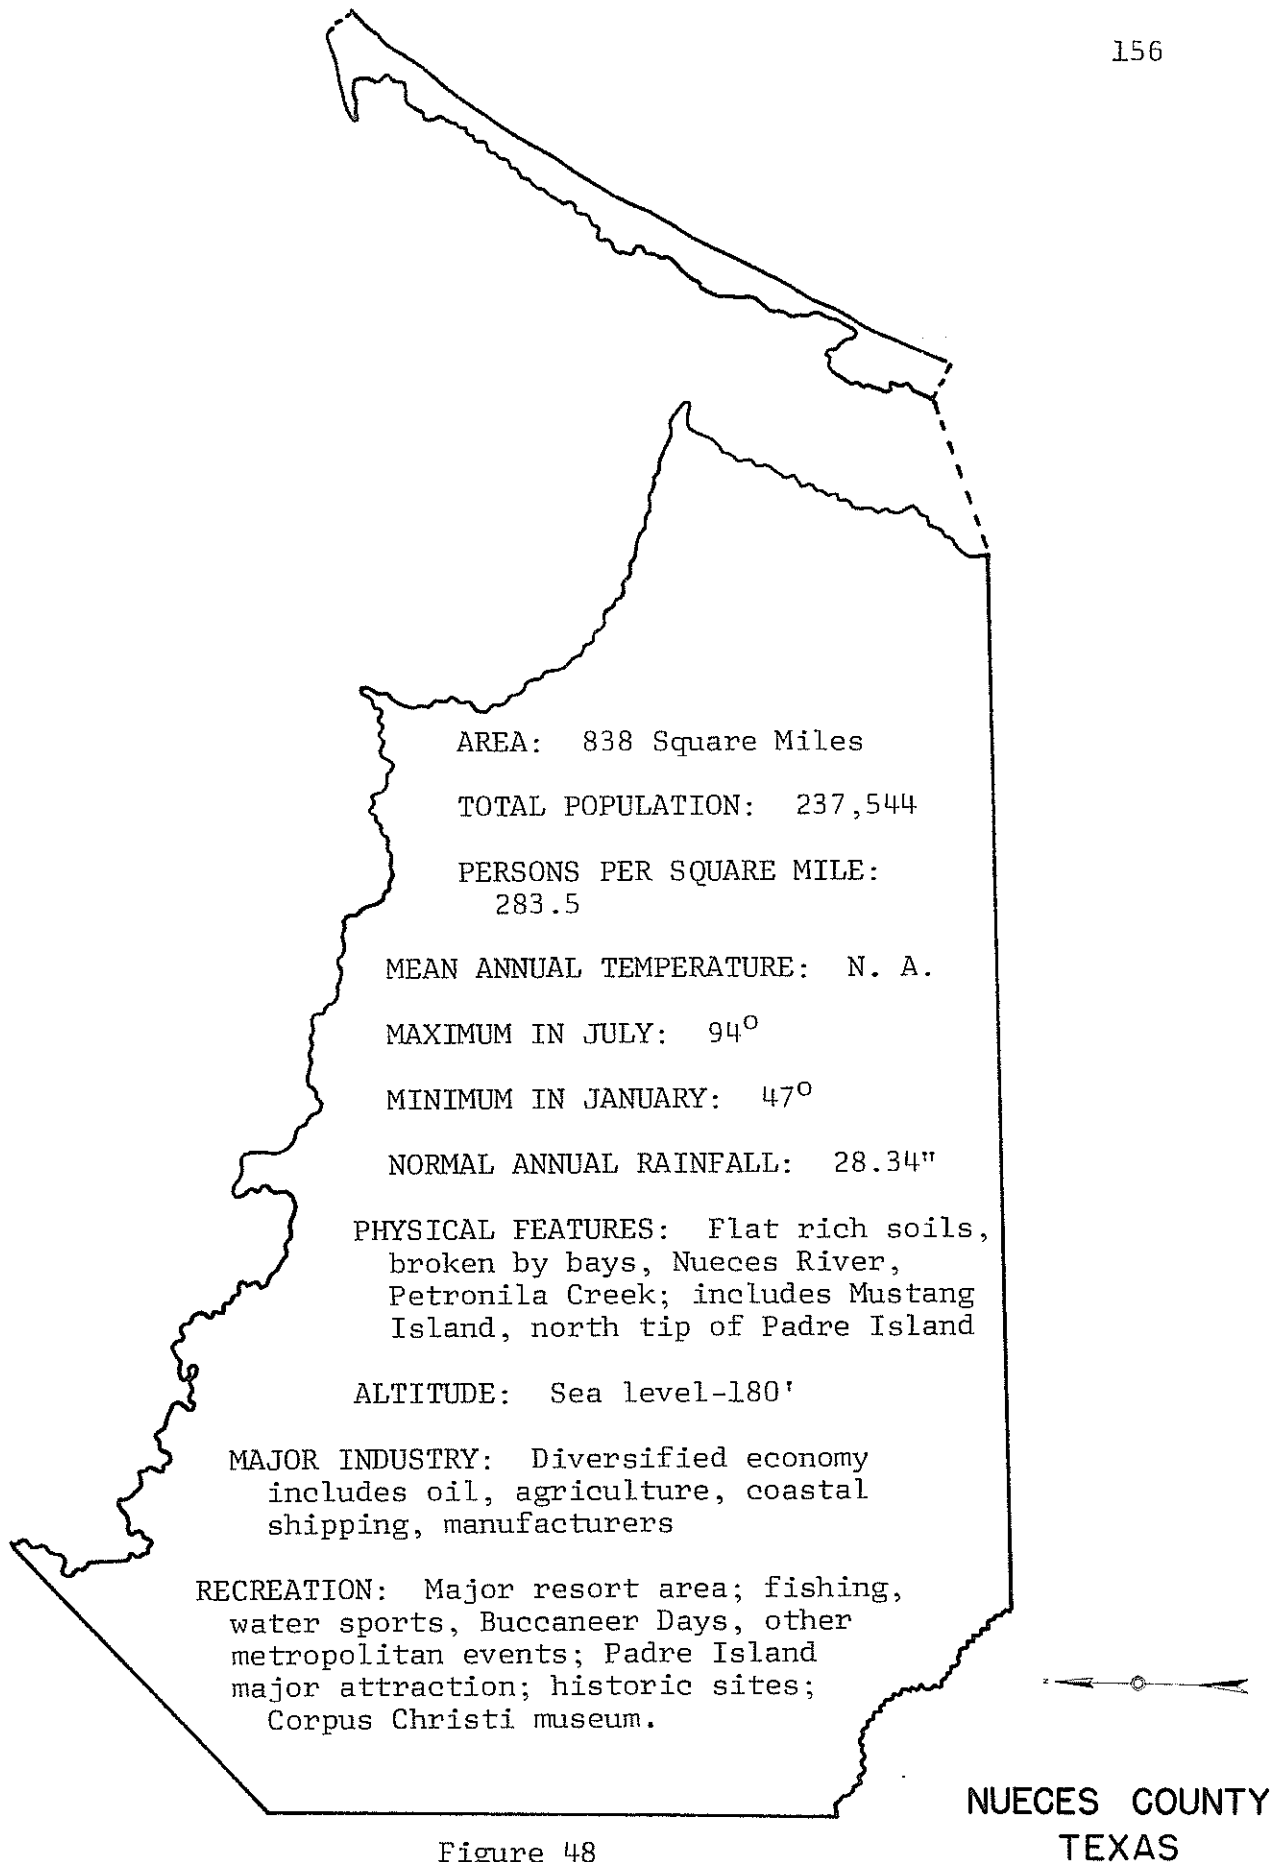 156
AREA: 838 Square Miles
TOTAL POPULATION: 237,544
PERSONS PER SQUARE MILE:
283.5
MEAN ANNUAL TEMPERATURE: N. A.
MAXIMUM IN JULY: 94°
MINIMUM IN JANUARY: 47°
NORMAL ANNUAL RAINFALL: 28.34"
PHYSICAL FEATURES: Flat rich soils,
broken by bays, Nueces River,
Petronila Creek; includes Mustang
Island, north tip of Padre Island
ALTITUDE: Sea level-180'
MAJOR INDUSTRY: Diversified economy
includes oil, agriculture, coastal
shipping, manufacturers
RECREATION: Major resort area; fishing,
water sports, Buccaneer Days, other
metropolitan events; Padre Island
major attraction; historic sites;
Corpus Christi museum.
NUECES COUNTY
TEXAS
Figure 48